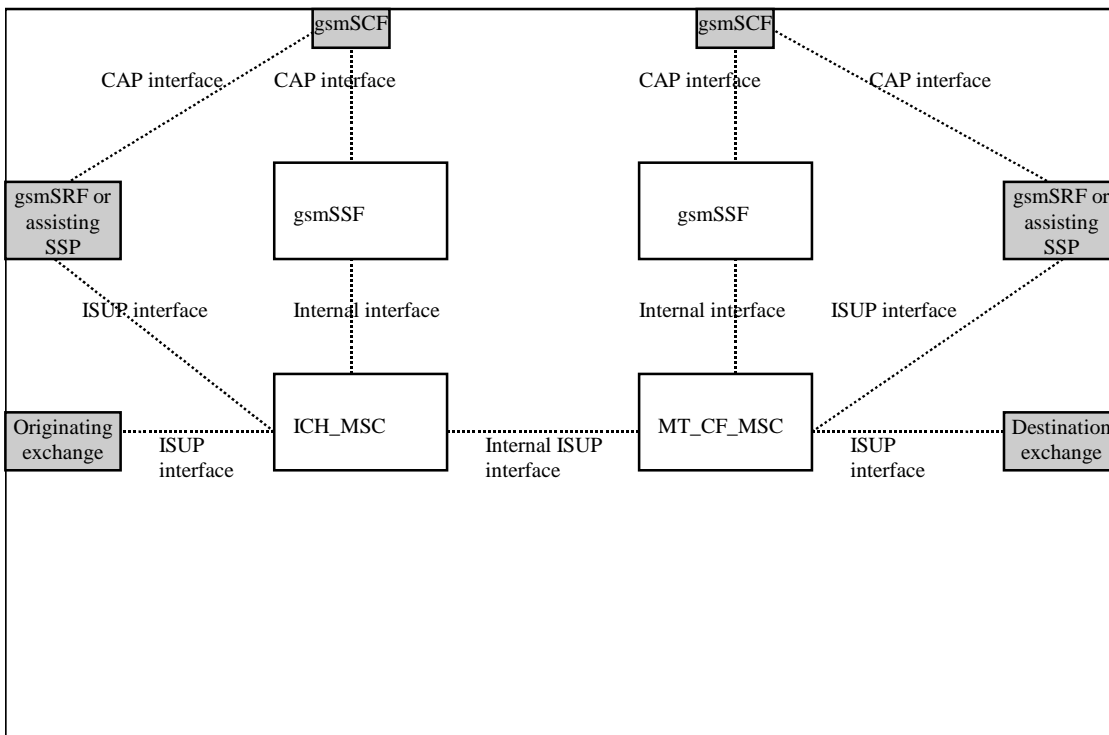 gsmSCF
gsmSCF
CAP interface
CAP interface
CAP interface
CAP interface
gsmSRF or
assisting
SSP
gsmSSF
gsmSSF
gsmSRF or
assisting
SSP
ISUP interface
Internal interface
Internal interface
ISUP interface
Originating
exchange
ISUP
interface
ICH_MSC
Internal ISUP
interface
MT_CF_MSC
ISUP
interface
Destination
exchange